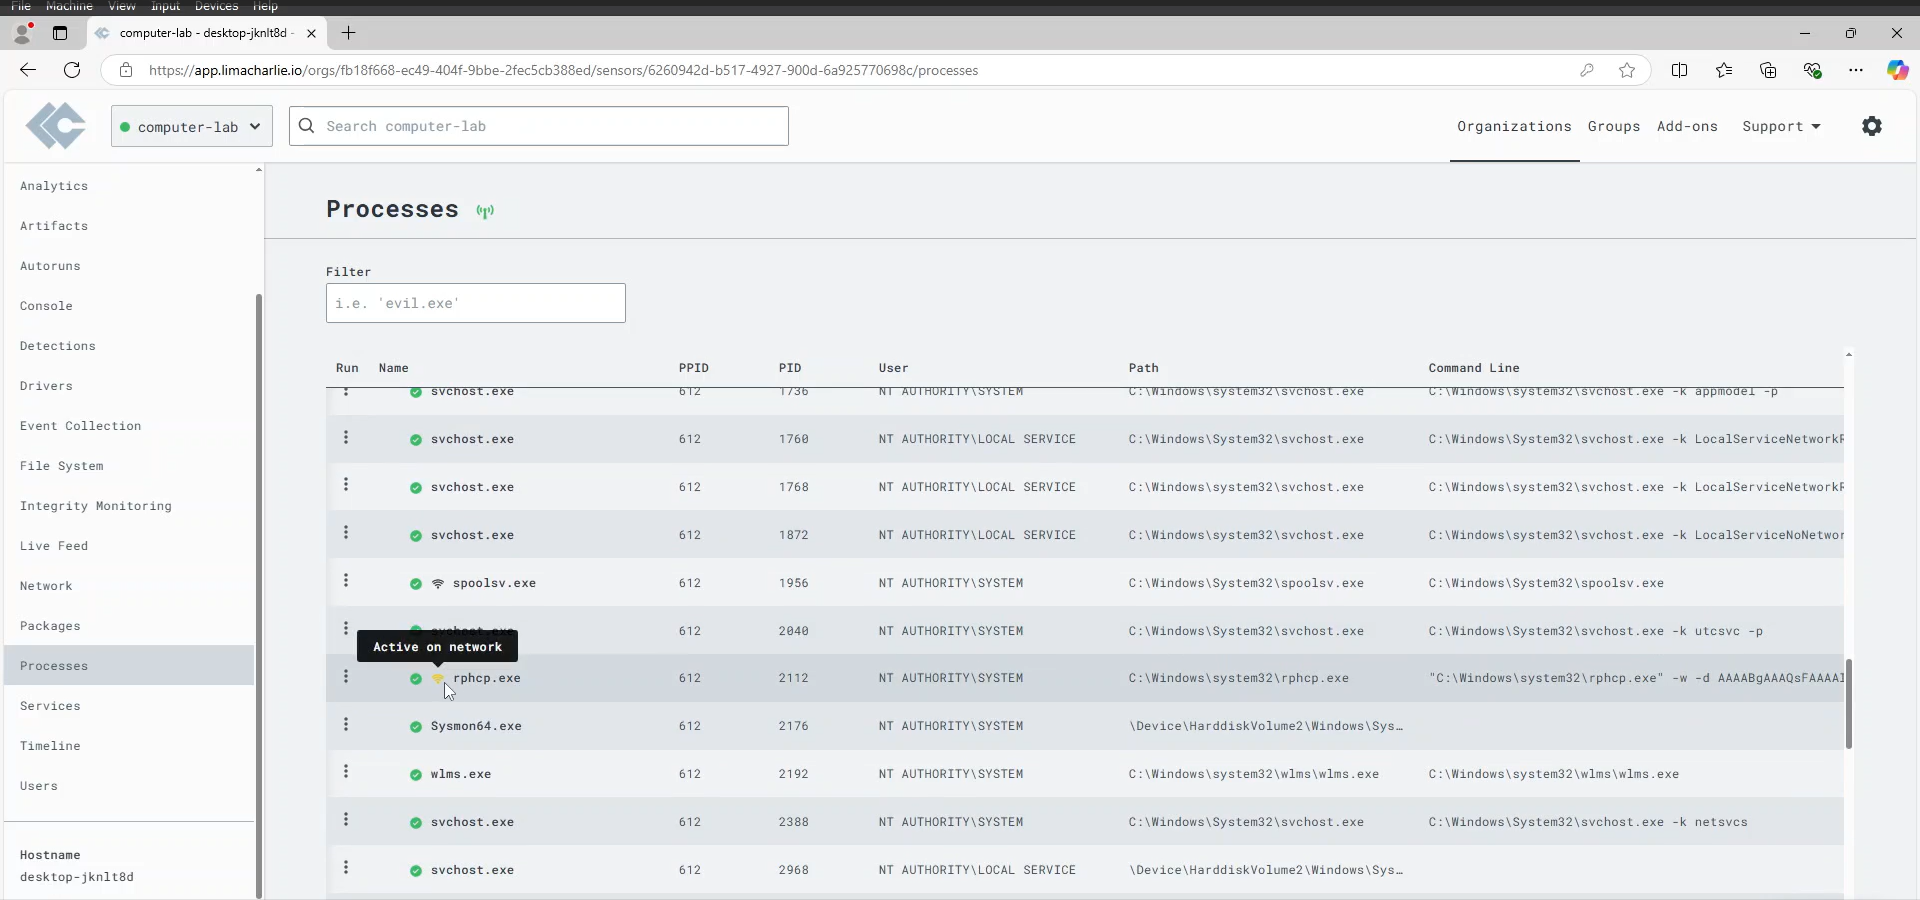 File Machine View Input Devices Help
computer-lab - desktop-jknlt8d -
https://app.limacharlie.io/orgs/fb18f668-ec49-404f-9bbe-2fec5cb388ed/sensors/6260942d-b517-4927-900d-6a925770698c/processes
computer-lab
Search computer-lab
Organizations Groups Add-ons Support
Analytics
Artifacts
Autoruns
Console
Detections
Drivers
Event Collection
File System
Integrity Monitoring
Live Feed
Network
Packages
Processes
Services
Timeline
Users
Hostname
desktop-jknlt8d
Processes
Filter
i.e. 'evil.exe'
Run Name PPID PID User Path Command Line
svchost.exe 612 1736 NT AUTHORITY\SYSTEM C:\Windows\system32\svchost.exe C:\Windows\system32\svchost.exe -k appmodel -p
svchost.exe 612 1760 NT AUTHORITY\LOCAL SERVICE C:\Windows\System32\svchost.exe C:\Windows\System32\svchost.exe -k LocalServiceNetworkR
svchost.exe 612 1768 NT AUTHORITY\LOCAL SERVICE C:\Windows\system32\svchost.exe C:\Windows\system32\svchost.exe -k LocalServiceNetworkR
svchost.exe 612 1872 NT AUTHORITY\LOCAL SERVICE C:\Windows\system32\svchost.exe C:\Windows\system32\svchost.exe -k LocalServiceNoNetwor
spoolsv.exe 612 1956 NT AUTHORITY\SYSTEM C:\Windows\System32\spoolsv.exe C:\Windows\System32\spoolsv.exe
svchost.exe 612 2040 NT AUTHORITY\SYSTEM C:\Windows\System32\svchost.exe C:\Windows\System32\svchost.exe -k utcsvc -p
Active on network
rphcp.exe 612 2112 NT AUTHORITY\SYSTEM C:\Windows\system32\rphcp.exe "C:\Windows\system32\rphcp.exe" -w -d AAAABgAAAQsFAAAAI
Sysmon64.exe 612 2176 NT AUTHORITY\SYSTEM \Device\HarddiskVolume2\Windows\Sys…
wlms.exe 612 2192 NT AUTHORITY\SYSTEM C:\Windows\system32\wlms\wlms.exe C:\Windows\system32\wlms\wlms.exe
svchost.exe 612 2388 NT AUTHORITY\SYSTEM C:\Windows\System32\svchost.exe C:\Windows\System32\svchost.exe -k netsvcs
svchost.exe 612 2968 NT AUTHORITY\LOCAL SERVICE \Device\HarddiskVolume2\Windows\Sys…